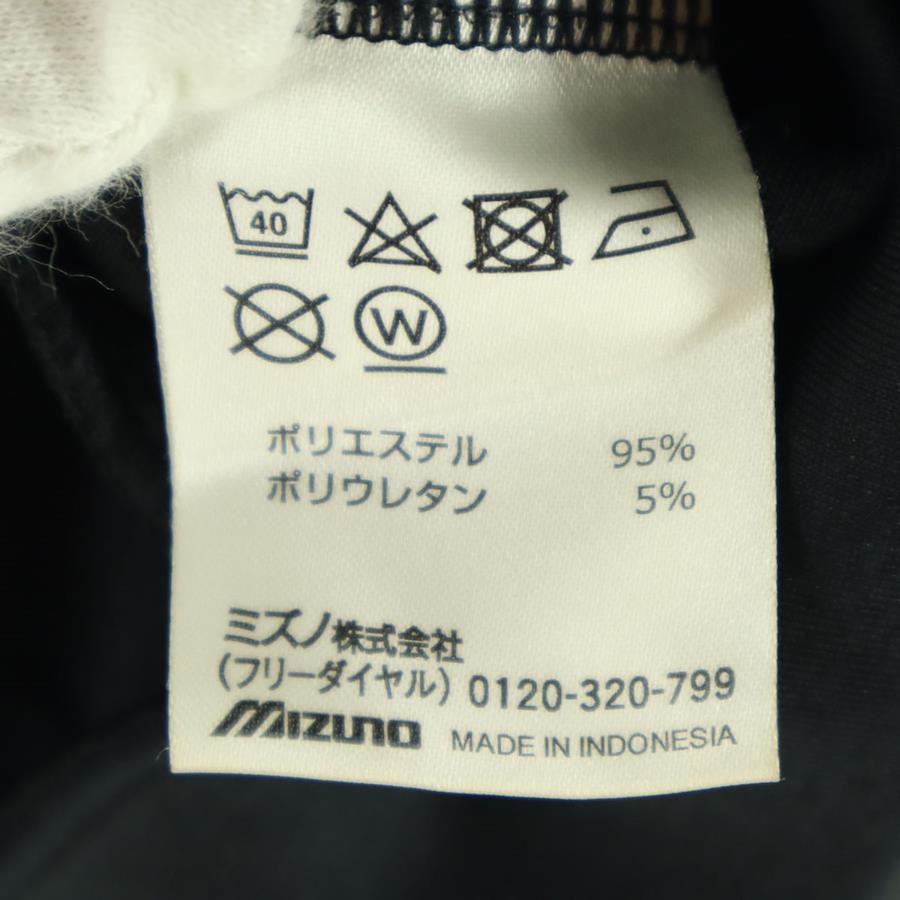 40
W
ポリエステル 95%
ポリウレタン 5%
ミズノ株式会社
(フリーダイヤル) 0120-320-799
MIZUNO MADE IN INDONESIA